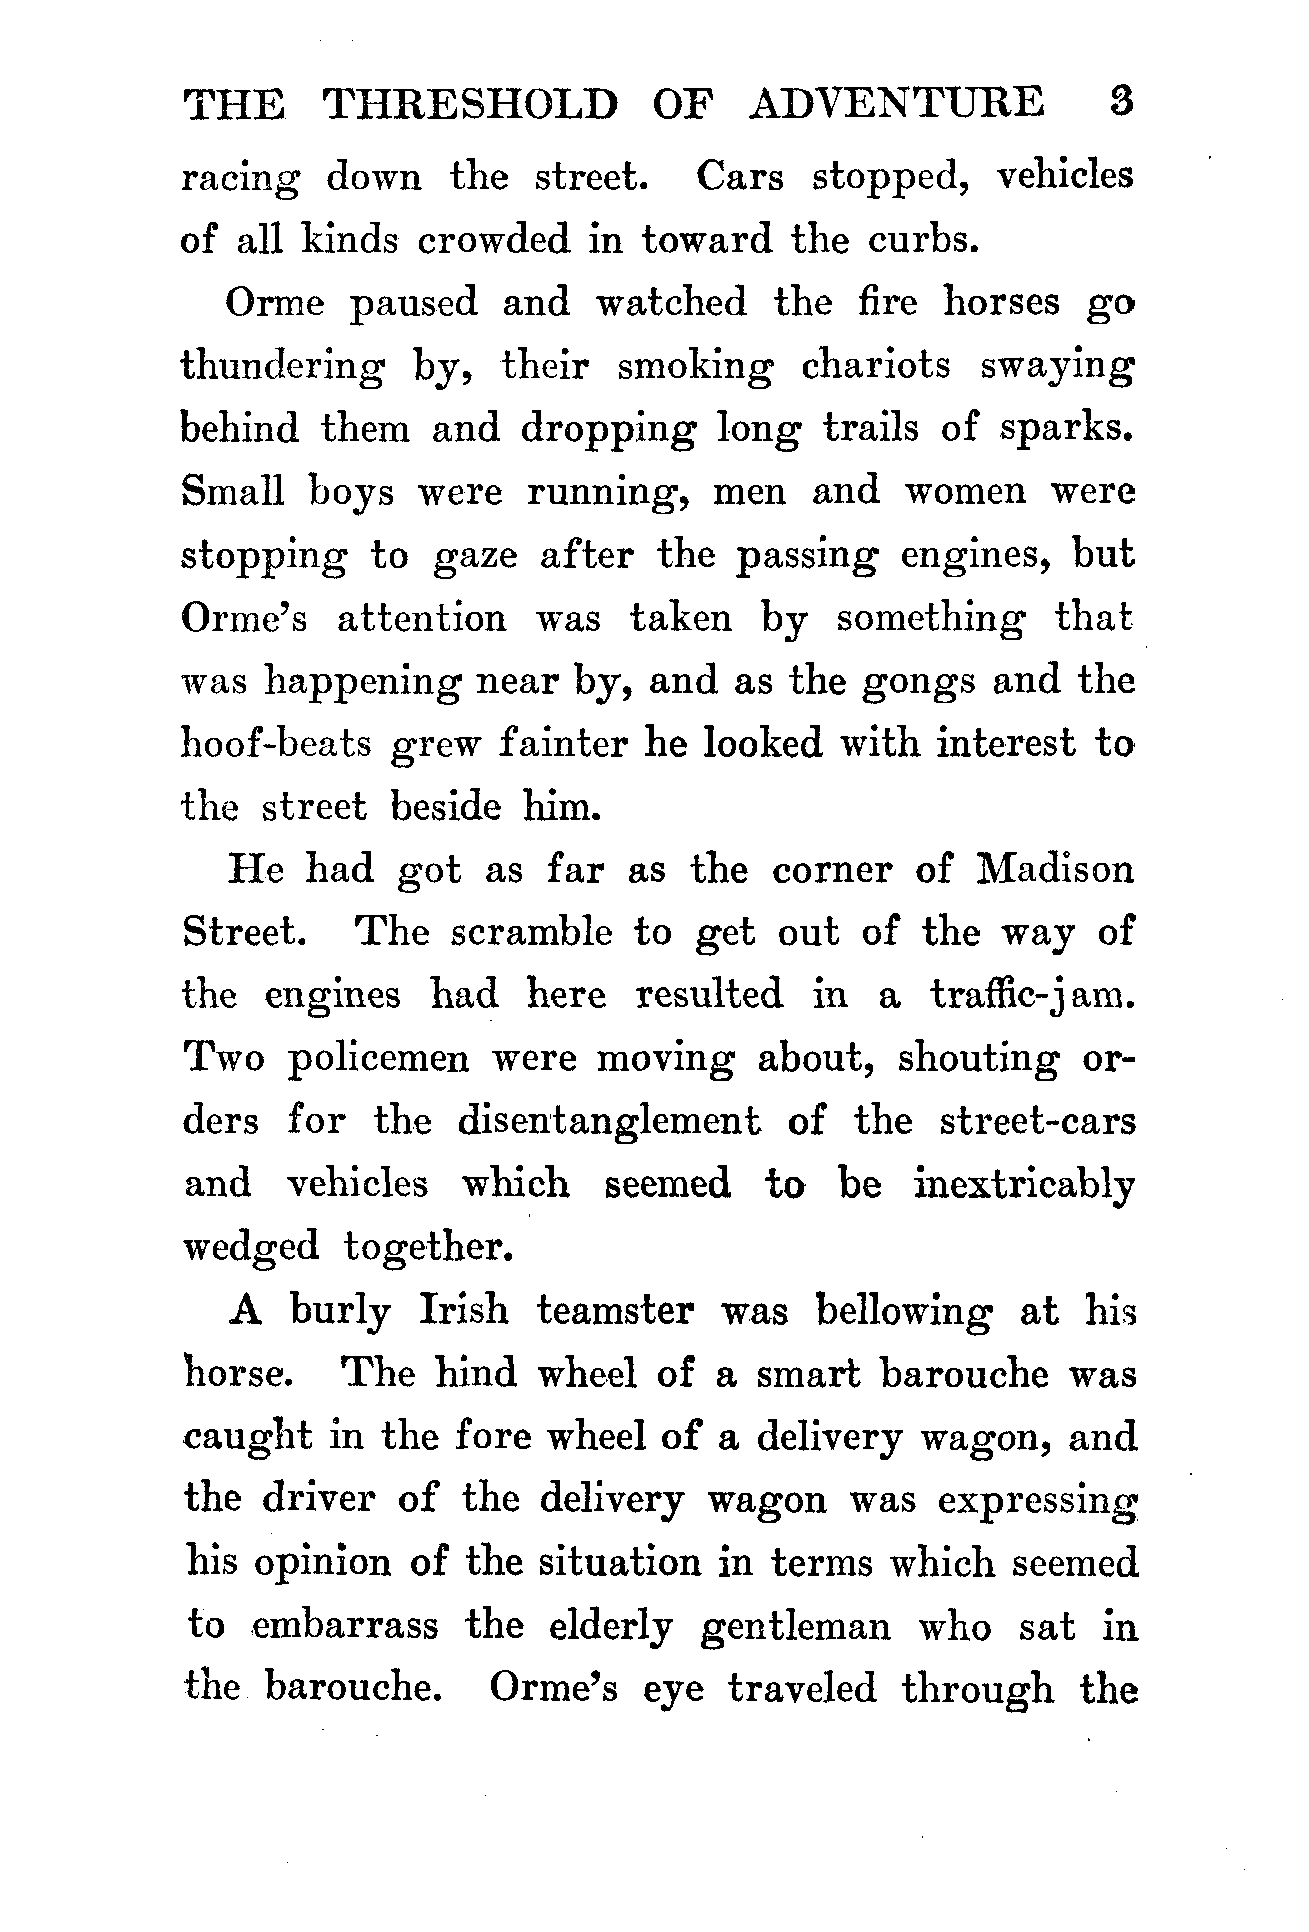 THE THRESHOLD OF ADVENTURE 3
racing down the street. Cars stopped, vehicles
of all kinds crowded in toward the curbs.
Orme paused and watched the fire horses go
thundering by, their smoking chariots swaying
behind them and dropping long trails of sparks.
Small boys were running, men and women were
stopping to gaze after the passing engines, but
Orme's attention was taken by something that
was happening near by, and as the gongs and the
hoof-beats grew fainter he looked with interest to
the street beside him.
He had got as far as the corner of Madison
Street. The scramble to get out of the way of
the engines had here resulted in a traffic-jam.
Two policemen were moving about, shouting or-
ders for the disentanglement of the street-cars
and vehicles which seemed to be inextricably
wedged together.
A burly Irish teamster was bellowing at his
horse. The hind wheel of a smart barouche was
caught in the fore wheel of a delivery wagon, and
the driver of the delivery wagon was expressing
his opinion of the situation in terms which seemed
to embarrass the elderly gentleman who sat in
the barouche. Orme's eye traveled through the